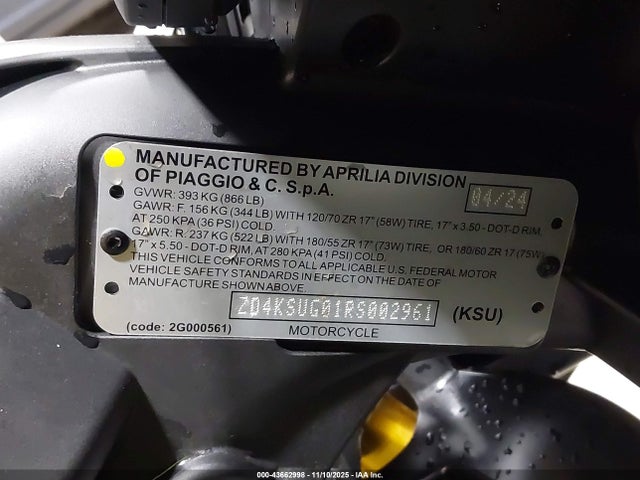 MANUFACTURED BY APRILIA DIVISION
OF PIAGGIO & C. S.p.A.
04/24
GVWR: 393 KG (866 LB)
GAWR: F. 156 KG (344 LB) WITH 120/70 ZR 17" (58W) TIRE, 17" x 3.50 - DOT-D RIM,
AT 250 KPA (36 PSI) COLD.
GAWR: R. 237 KG (522 LB) WITH 180/55 ZR 17" (73W) TIRE, OR 180/60 ZR 17 (75W)
17" x 5.50 - DOT-D RIM, AT 280 KPA (41 PSI) COLD.
THIS VEHICLE CONFORMS TO ALL APPLICABLE U.S. FEDERAL MOTOR
VEHICLE SAFETY STANDARDS IN EFFECT ON THE DATE OF
MANUFACTURE SHOWN ABOVE.
ZD4KSUG01RS002961 (KSU)
(code: 2G000561) MOTORCYCLE
000-43662998 - 11/10/2025 - IAAI.COM